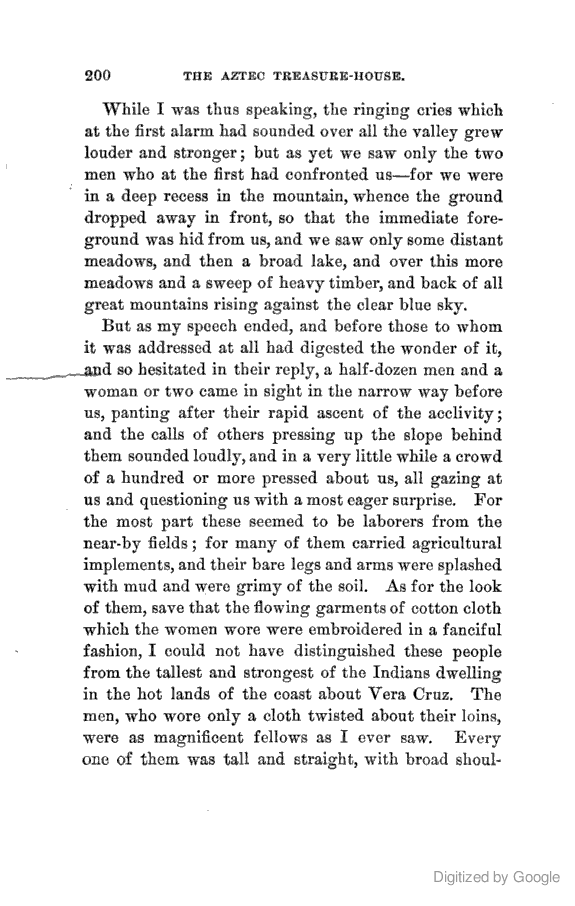 200 THE AZTEC TREASURE-HOUSE.
While I was thus speaking, the ringing cries which
at the first alarm had sounded over all the valley grew
louder and stronger; but as yet we saw only the two
men who at the first had confronted us—for we were
in a deep recess in the mountain, whence the ground
dropped away in front, so that the immediate fore-
ground was hid from us, and we saw only some distant
meadows, and then a broad lake, and over this more
meadows and a sweep of heavy timber, and back of all
great mountains rising against the clear blue sky.
But as my speech ended, and before those to whom
it was addressed at all had digested the wonder of it,
and so hesitated in their reply, a half-dozen men and a
woman or two came in sight in the narrow way before
us, panting after their rapid ascent of the acclivity;
and the calls of others pressing up the slope behind
them sounded loudly, and in a very little while a crowd
of a hundred or more pressed about us, all gazing at
us and questioning us with a most eager surprise. For
the most part these seemed to be laborers from the
near-by fields; for many of them carried agricultural
implements, and their bare legs and arms were splashed
with mud and were grimy of the soil. As for the look
of them, save that the flowing garments of cotton cloth
which the women wore were embroidered in a fanciful
fashion, I could not have distinguished these people
from the tallest and strongest of the Indians dwelling
in the hot lands of the coast about Vera Cruz. The
men, who wore only a cloth twisted about their loins,
were as magnificent fellows as I ever saw. Every
one of them was tall and straight, with broad shoul-
Digitized by Google